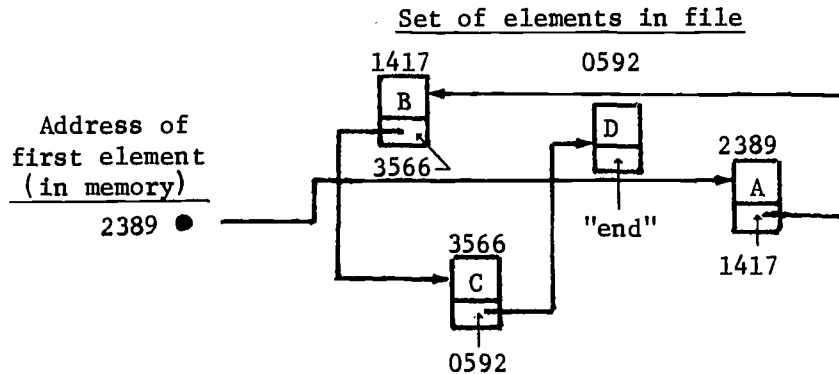 Set of elements in file
1417
0592
B
D
Address of
first element
(in memory)
2389
3566
2389
A
"end"
3566
1417
C
0592